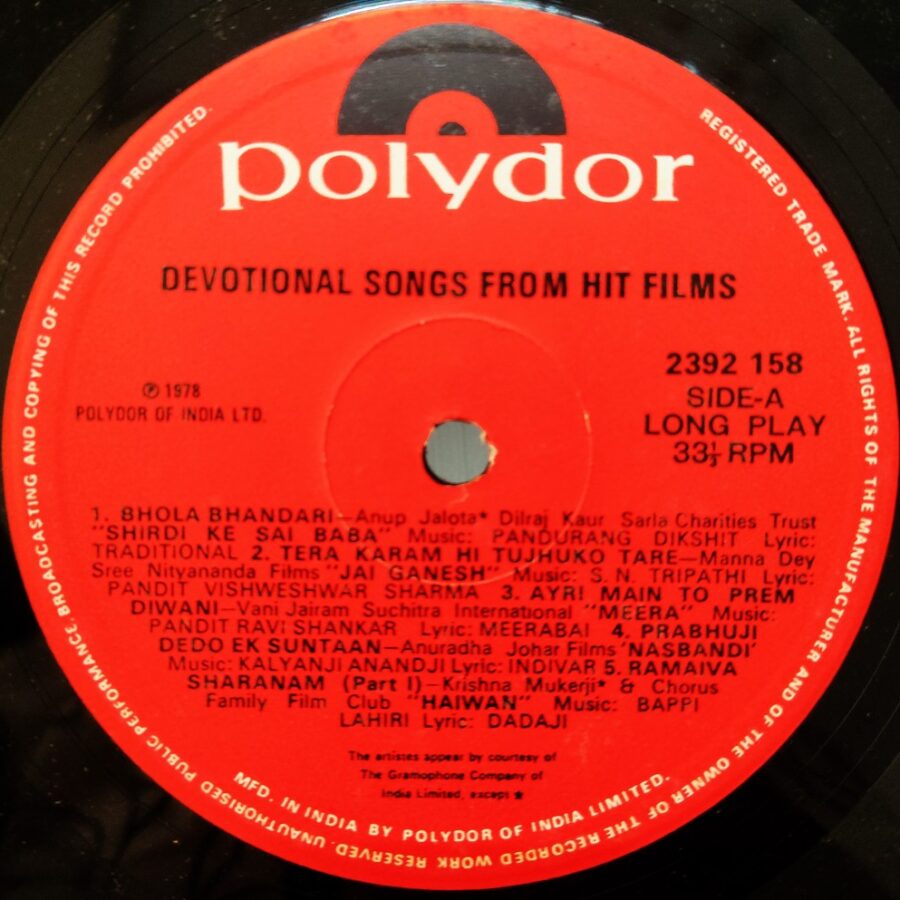 polydor
DEVOTIONAL SONGS FROM HIT FILMS
2392 158
SIDE-A
LONG PLAY
33⅓ RPM
℗ 1978
POLYDOR OF INDIA LTD.
1. BHOLA BHANDARI—Anup Jalota* Dilraj Kaur Sarla Charities Trust
"SHIRDI KE SAI BABA" Music: PANDURANG DIKSHIT Lyric:
TRADITIONAL 2. TERA KARAM HI TUJHUKO TARE—Manna Dey
Sree Nityananda Films "JAI GANESH" Music: S. N. TRIPATHI Lyric:
PANDIT VISHWESHWAR SHARMA 3. AYRI MAIN TO PREM
DIWANI—Vani Jairam Suchitra International "MEERA" Music:
PANDIT RAVI SHANKAR Lyric: MEERABAI 4. PRABHUJI
DEDO EK SUNTAAN—Anuradha Johar Films 'NASBANDI'
Music: KALYANJI ANANDJI Lyric: INDIVAR 5. RAMAIVA
SHARANAM (Part I)—Krishna Mukerji* & Chorus
Family Film Club "HAIWAN" Music: BAPPI
LAHIRI Lyric: DADAJI
The artistes appear by courtesy of
The Gramophone Company of
India Limited, except *
MFD. IN INDIA BY POLYDOR OF INDIA LIMITED.
REGISTERED TRADE MARK. ALL RIGHTS OF THE MANUFACTURER AND OF THE OWNER OF THE RECORDED WORK RESERVED. UNAUTHORISED PUBLIC PERFORMANCE BROADCASTING AND COPYING OF THIS RECORD PROHIBITED.